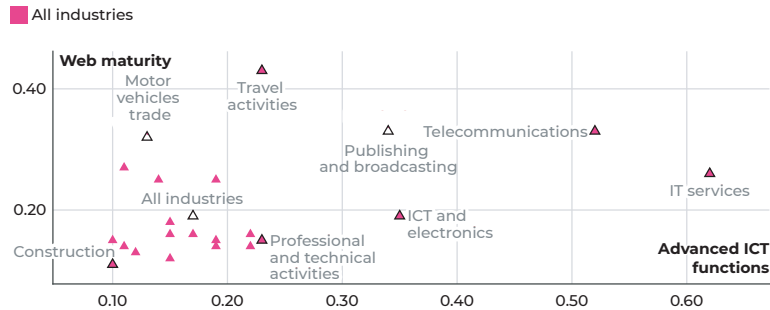 All industries
Web maturity
Motor
vehicles
trade
Travel
activities
0.40
Telecommunications
Publishing
and broadcasting
IT services
All industries
0.20
ICT and
electronics
Construction
Professional
and technical
activities
Advanced ICT
functions
0.10
0.20
0.30
0.40
0.50
0.60